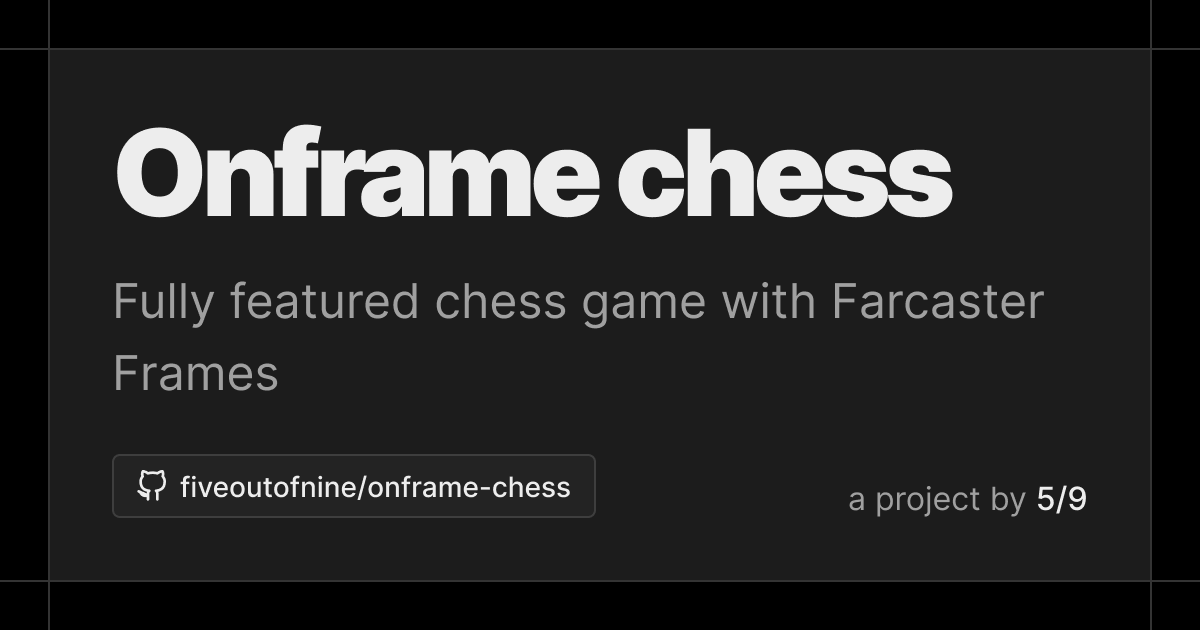 Onframe chess
Fully featured chess game with Farcaster
Frames
fiveoutofnine/onframe-chess
a project by 5/9